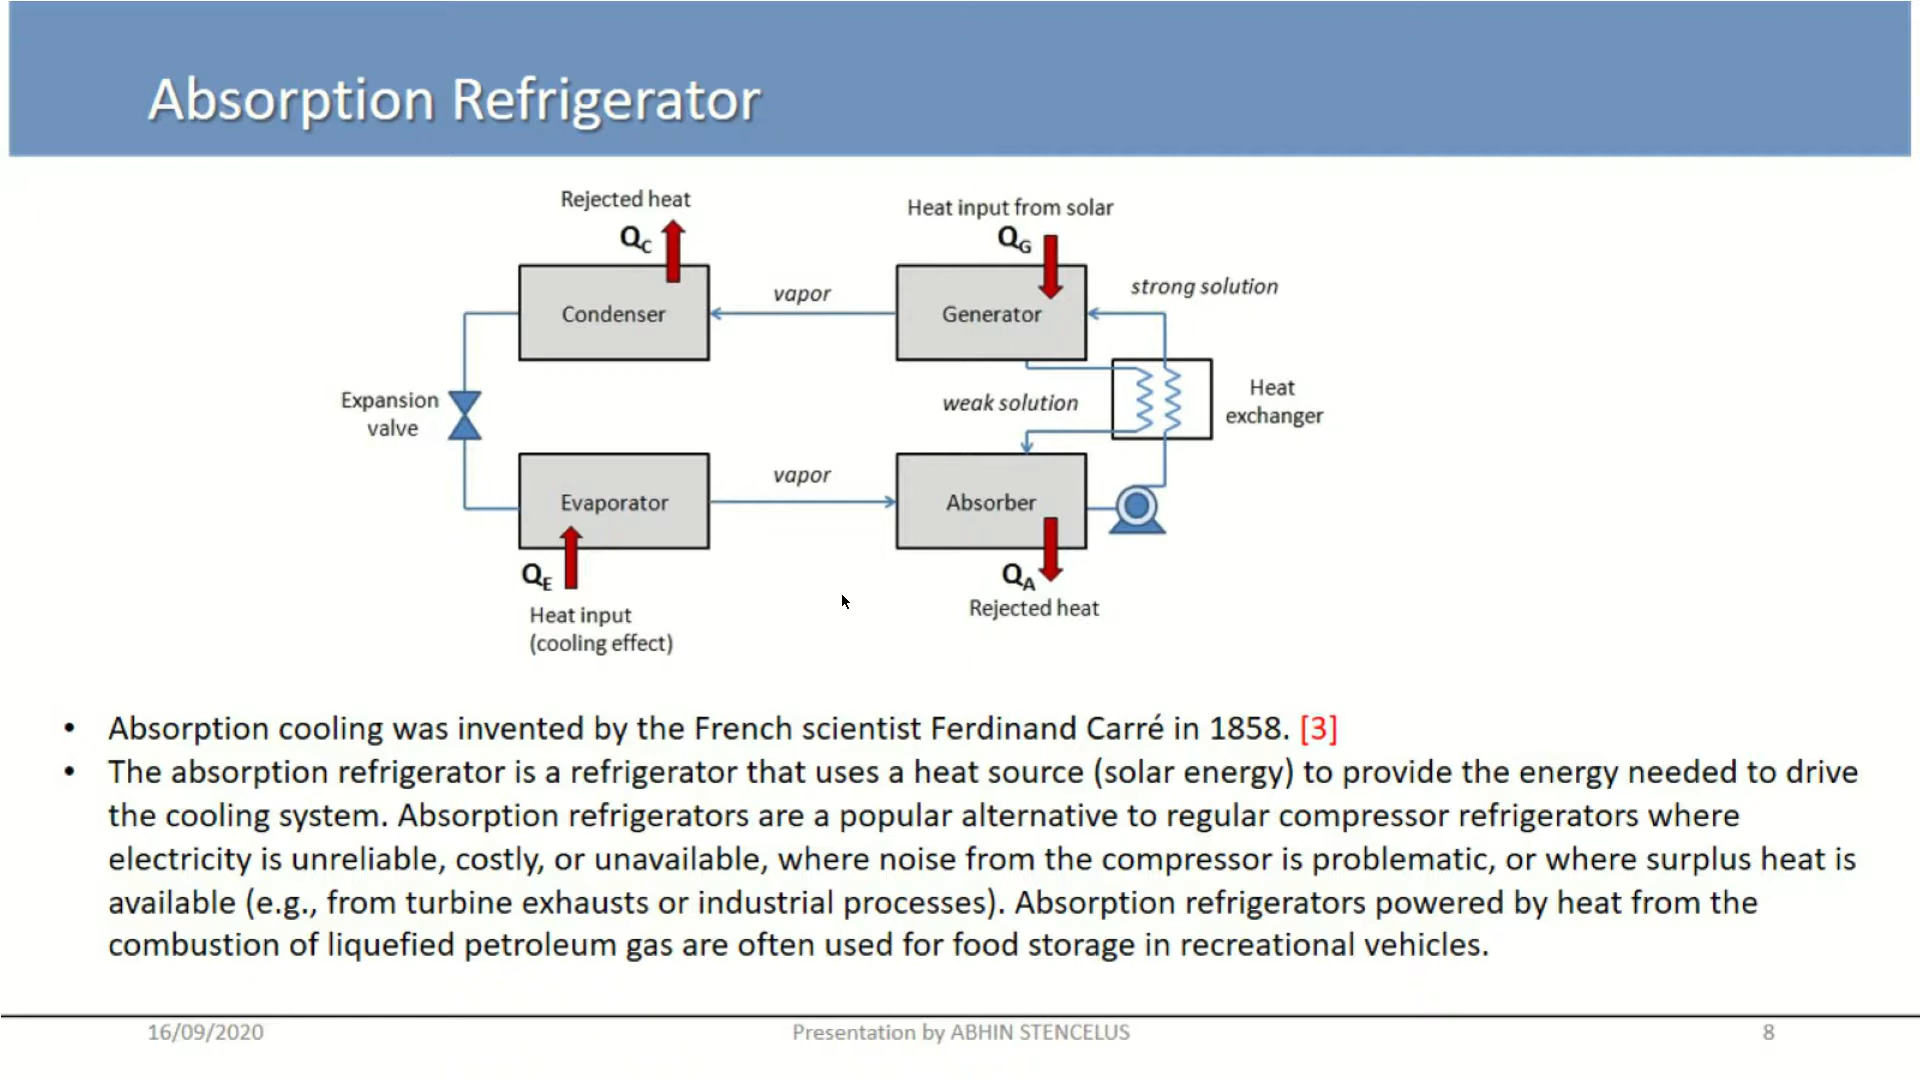 Absorption Refrigerator
Rejected heat
Q_C
Heat input from solar
Q_G
Condenser
vapor
Generator
strong solution
Expansion
valve
weak solution
Heat
exchanger
Evaporator
vapor
Absorber
Q_E
Heat input
(cooling effect)
Q_A
Rejected heat
• Absorption cooling was invented by the French scientist Ferdinand Carré in 1858. [3]
• The absorption refrigerator is a refrigerator that uses a heat source (solar energy) to provide the energy needed to drive
the cooling system. Absorption refrigerators are a popular alternative to regular compressor refrigerators where
electricity is unreliable, costly, or unavailable, where noise from the compressor is problematic, or where surplus heat is
available (e.g., from turbine exhausts or industrial processes). Absorption refrigerators powered by heat from the
combustion of liquefied petroleum gas are often used for food storage in recreational vehicles.
16/09/2020
Presentation by ABHIN STENCELUS
8